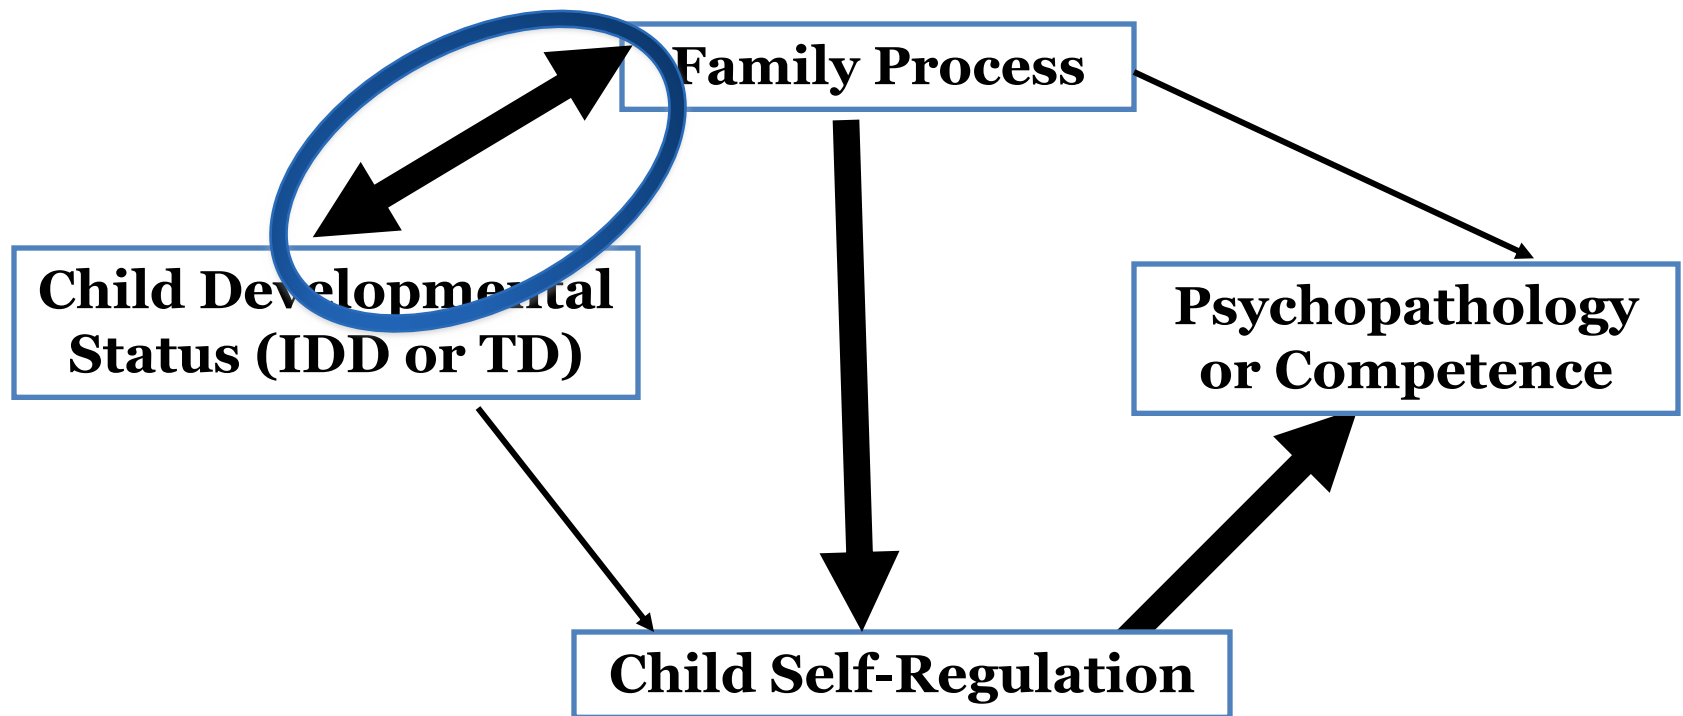 Family Process
Child Developmental
Status (IDD or TD)
Psychopathology
or Competence
Child Self-Regulation